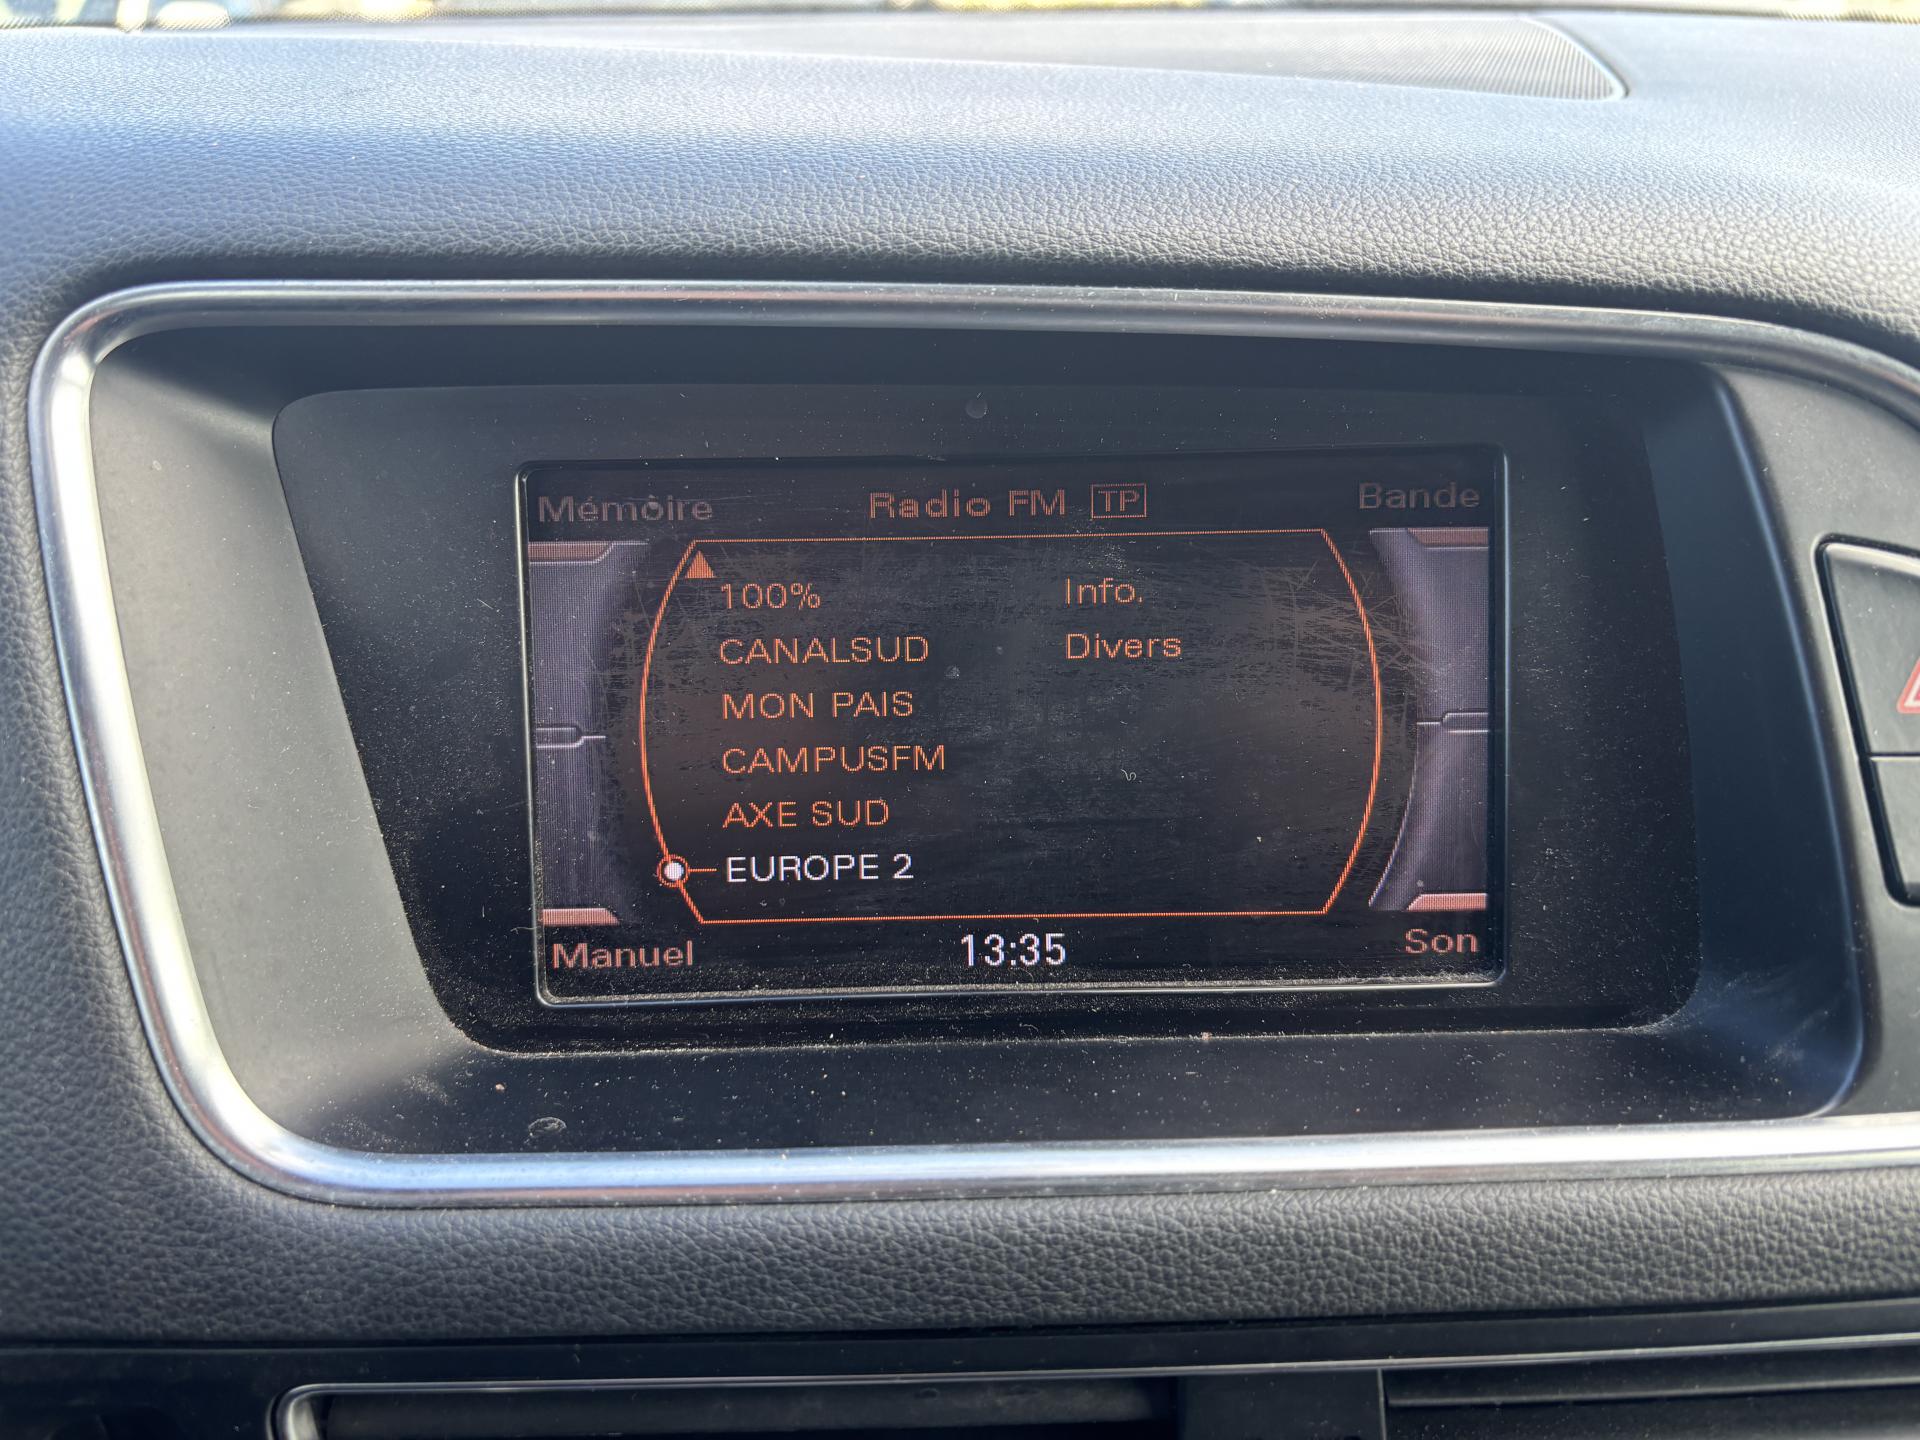 Mémoire Radio FM TP Bande
100% Info.
CANALSUD Divers
MON PAIS
CAMPUSFM
AXE SUD
EUROPE 2
Manuel 13:35 Son